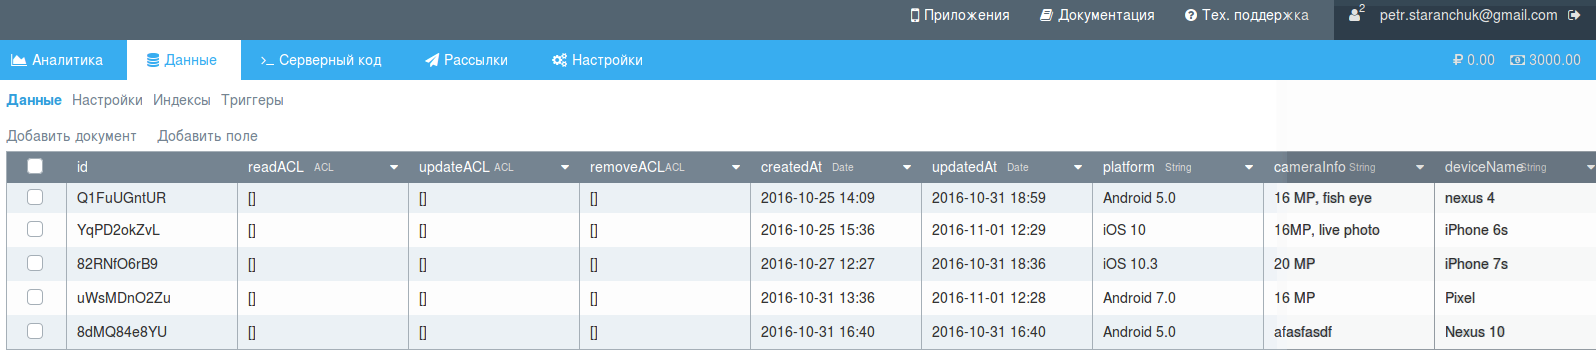 Приложения Документация Тех. поддержка 2 petr.staranchuk@gmail.com
Аналитика Данные Серверный код Рассылки Настройки ₽ 0.00 3000.00
Данные Настройки Индексы Триггеры
Добавить документ Добавить поле
id readACL ACL updateACL ACL removeACL ACL createdAt Date updatedAt Date platform String cameraInfo String deviceName String
Q1FuUGntUR [] [] [] 2016-10-25 14:09 2016-10-31 18:59 Android 5.0 16 MP, fish eye nexus 4
YqPD2okZvL [] [] [] 2016-10-25 15:36 2016-11-01 12:29 iOS 10 16MP, live photo iPhone 6s
82RNfO6rB9 [] [] [] 2016-10-27 12:27 2016-10-31 18:36 iOS 10.3 20 MP iPhone 7s
uWsMDnO2Zu [] [] [] 2016-10-31 13:36 2016-11-01 12:28 Android 7.0 16 MP Pixel
8dMQ84e8YU [] [] [] 2016-10-31 16:40 2016-10-31 16:40 Android 5.0 afasfasdf Nexus 10